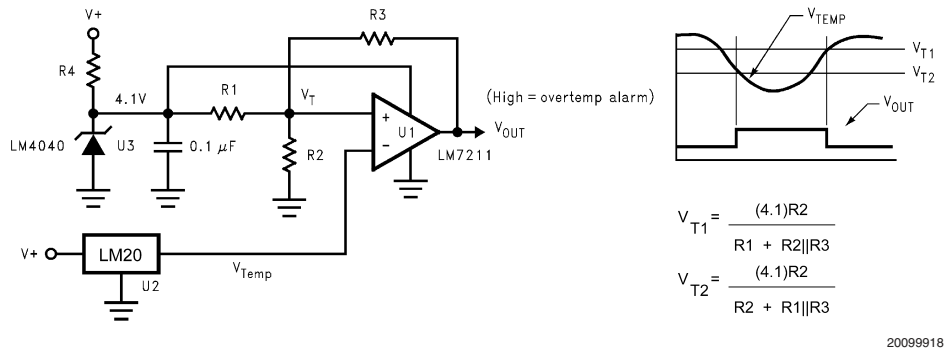 V+
R4
4.1V
R1
V_T
R3
+
−
U1
R2
0.1 μF
LM4040
U3
(High = overtemp alarm)
V_OUT
LM7211
V+
LM20
U2
V_Temp
V_TEMP
V_T1
V_T2
V_OUT
V_T1 = (4.1)R2
R1 + R2||R3
V_T2 = (4.1)R2
R2 + R1||R3
20099918